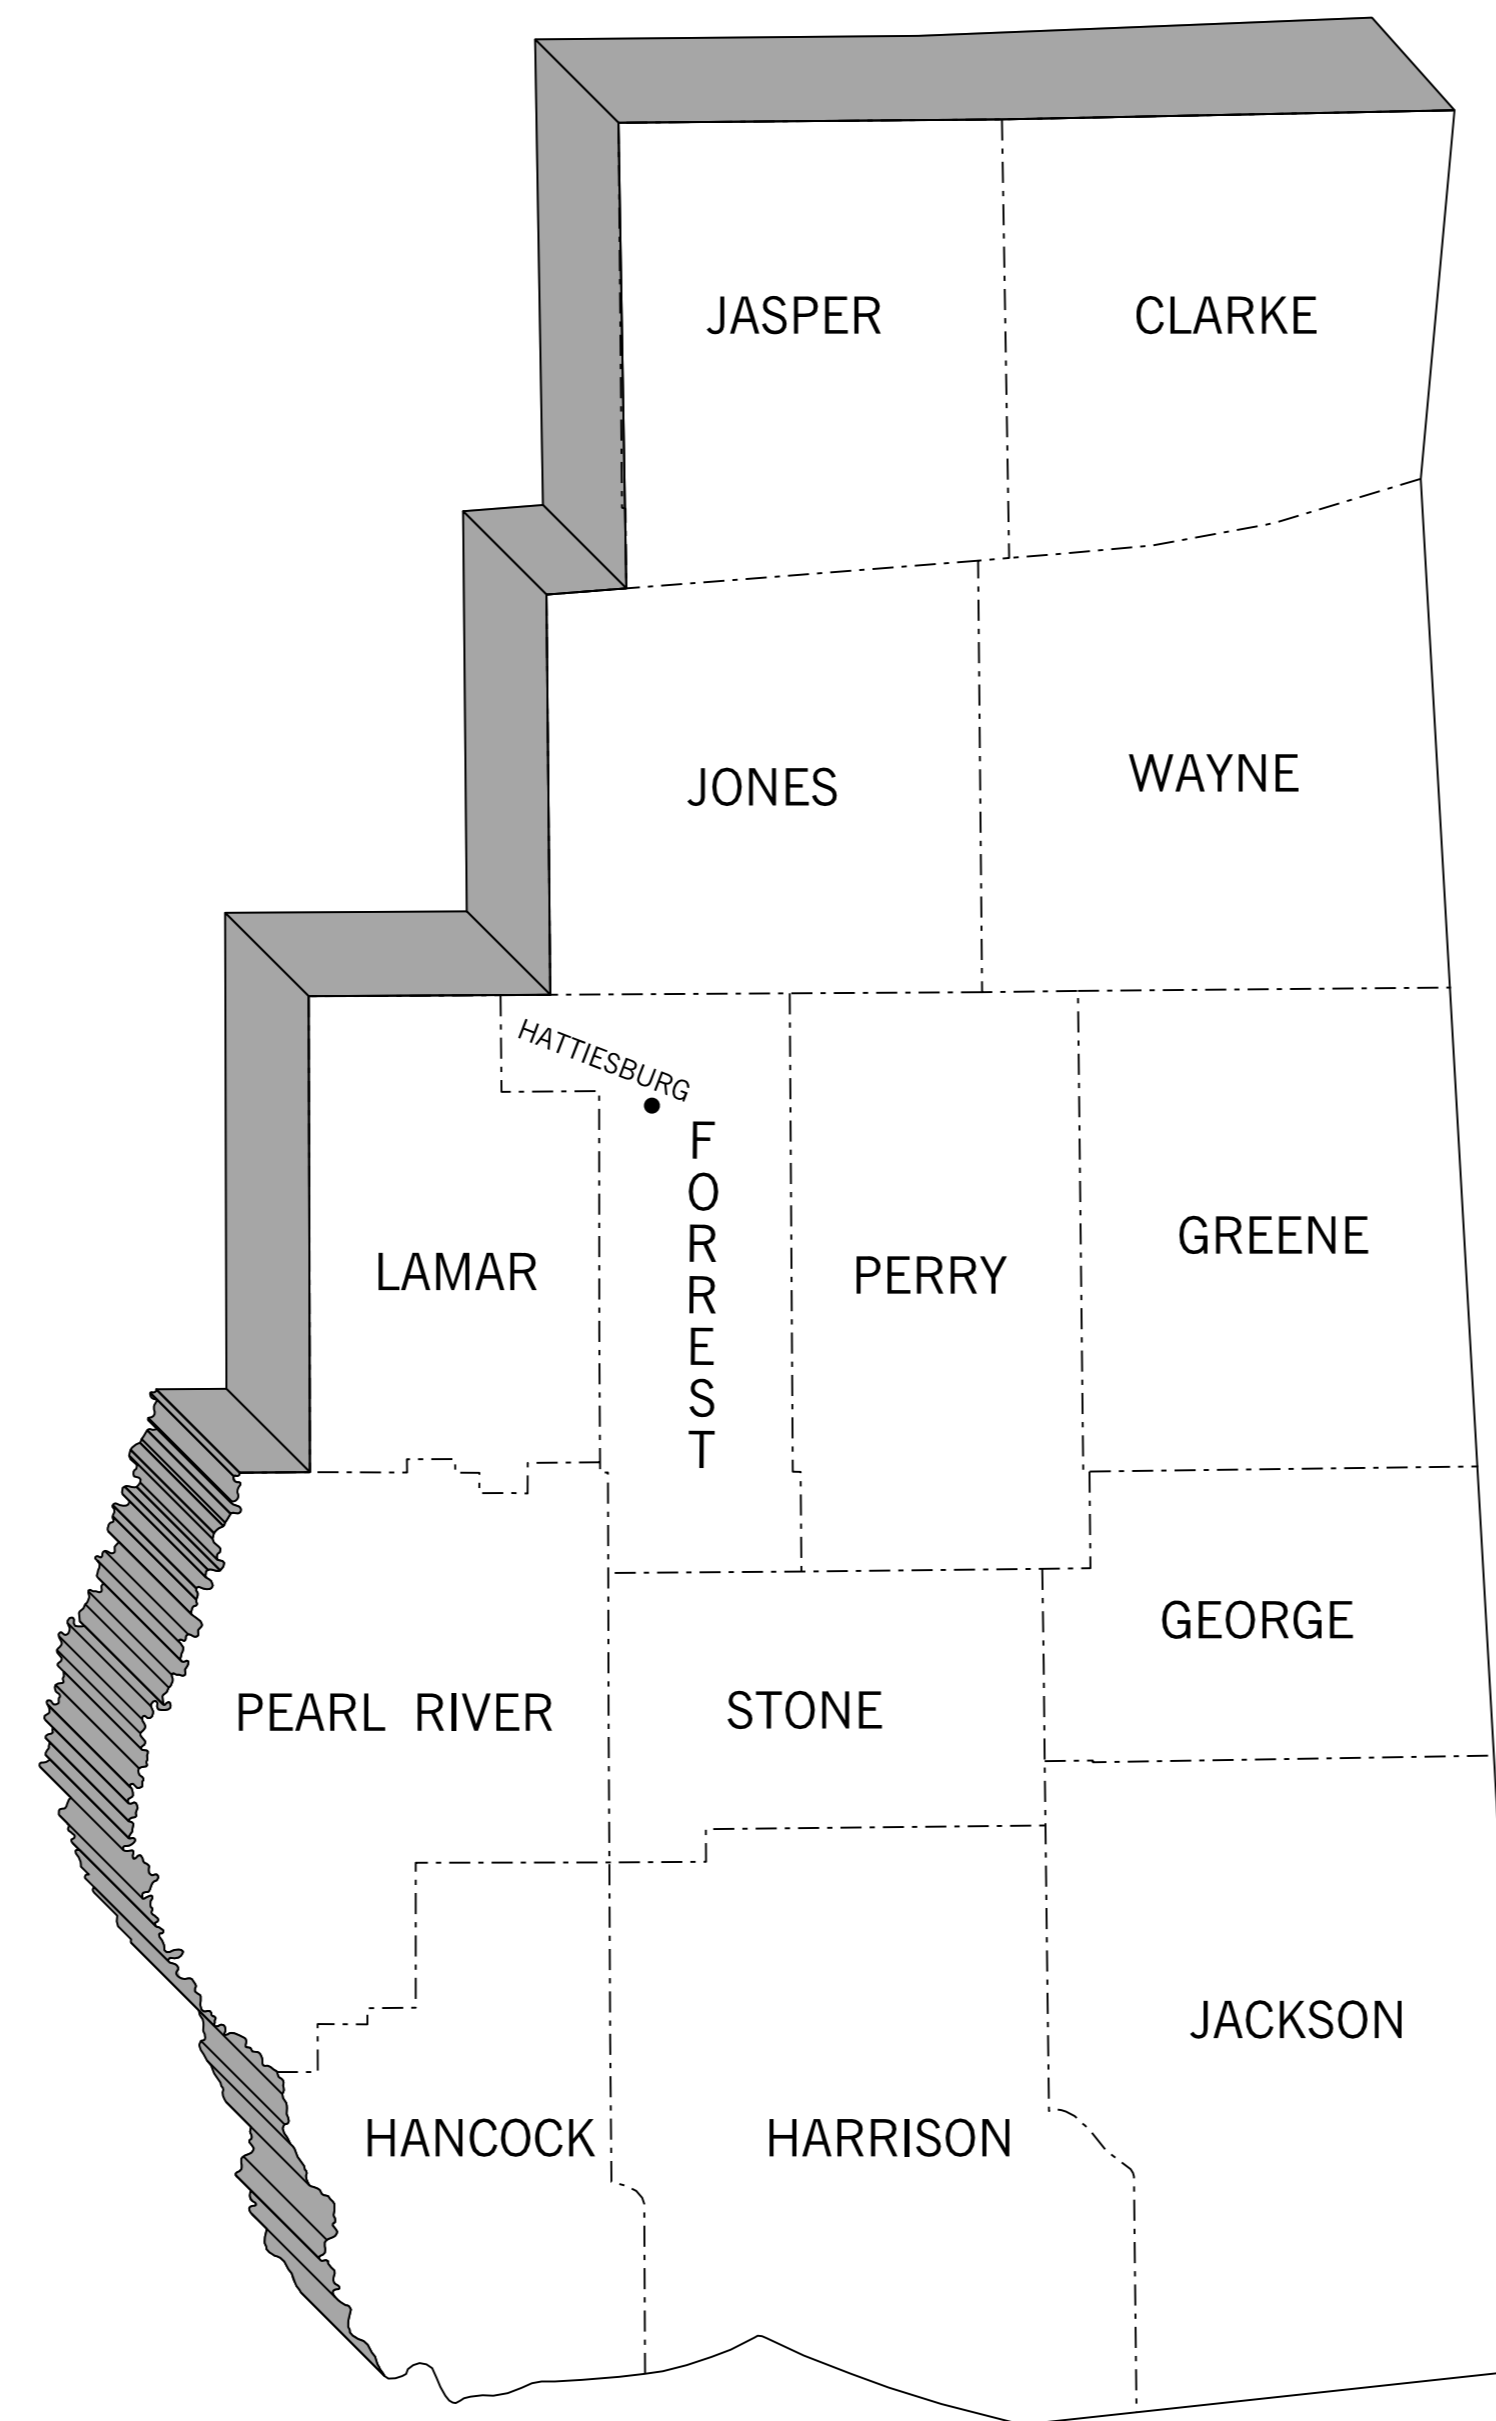 JASPER
CLARKE
JONES
WAYNE
HATTIESBURG
FORREST
LAMAR
PERRY
GREENE
GEORGE
PEARL RIVER
STONE
JACKSON
HANCOCK
HARRISON